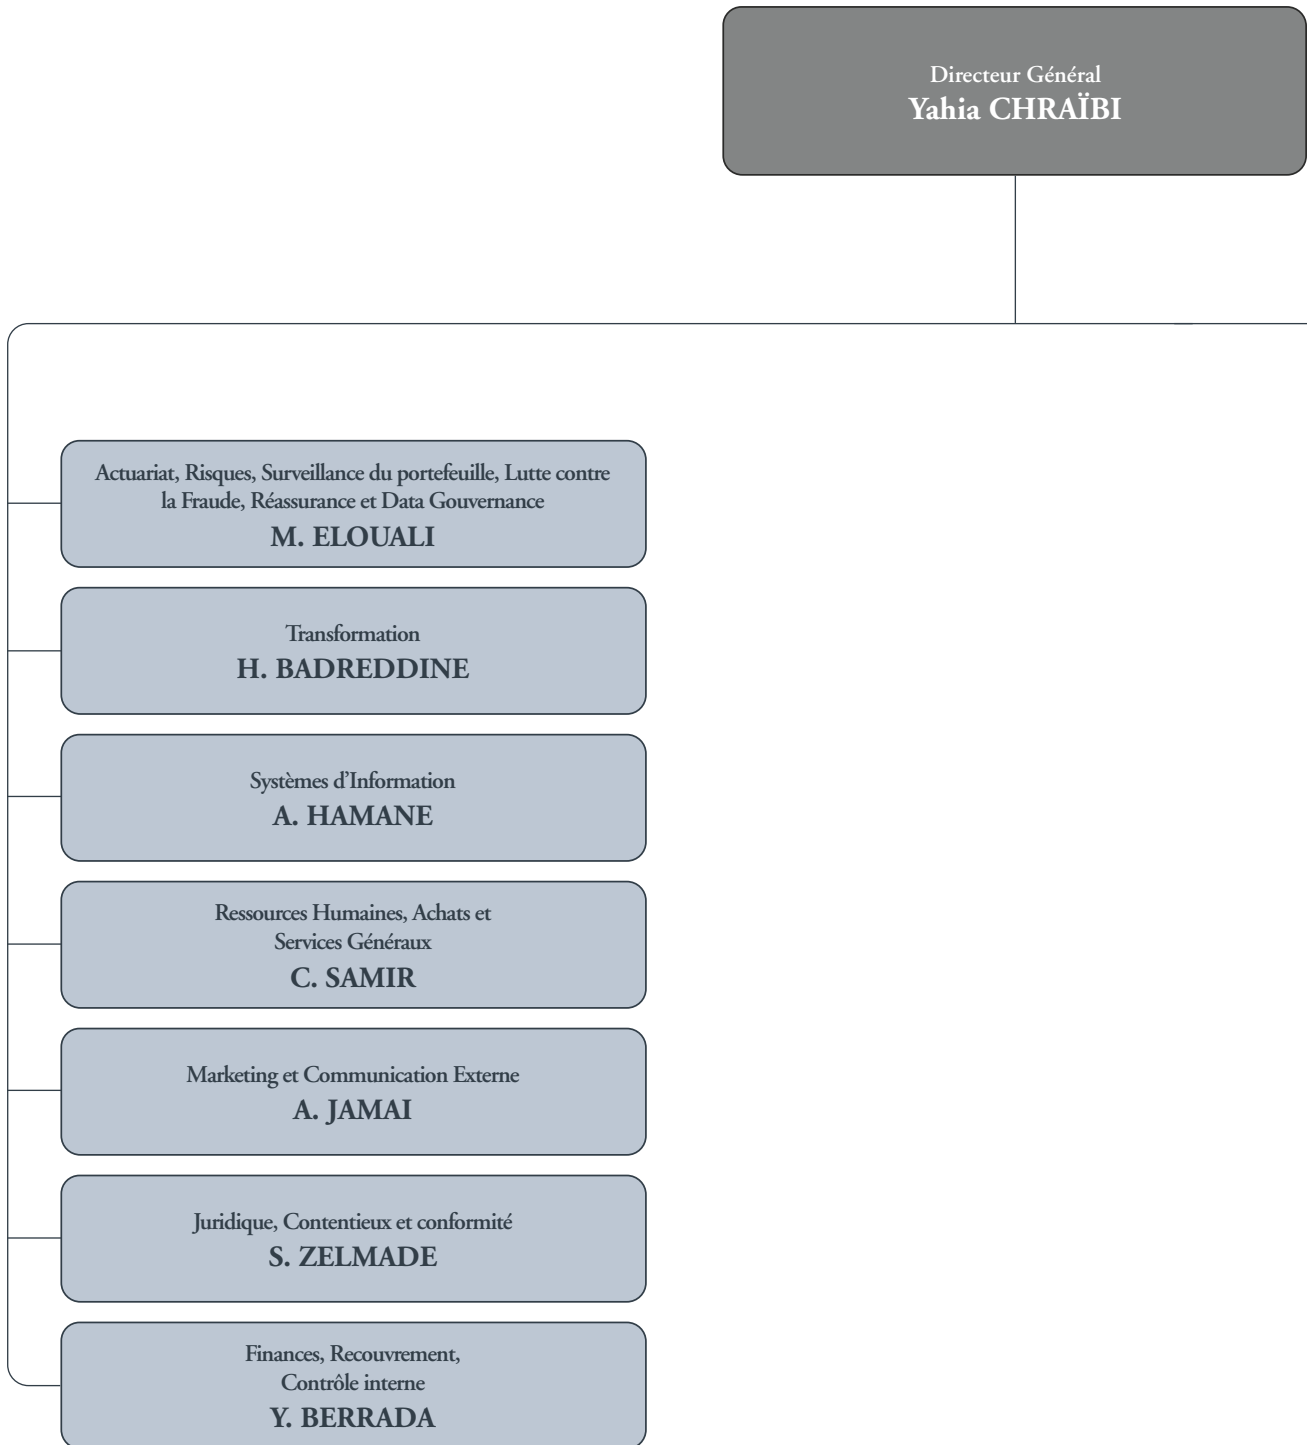 Directeur Général
Yahia CHRAÏBI
Actuariat, Risques, Surveillance du portefeuille, Lutte contre
la Fraude, Réassurance et Data Gouvernance
M. ELOUALI
Transformation
H. BADREDDINE
Systèmes d’Information
A. HAMANE
Ressources Humaines, Achats et
Services Généraux
C. SAMIR
Marketing et Communication Externe
A. JAMAI
Juridique, Contentieux et conformité
S. ZELMADE
Finances, Recouvrement,
Contrôle interne
Y. BERRADA